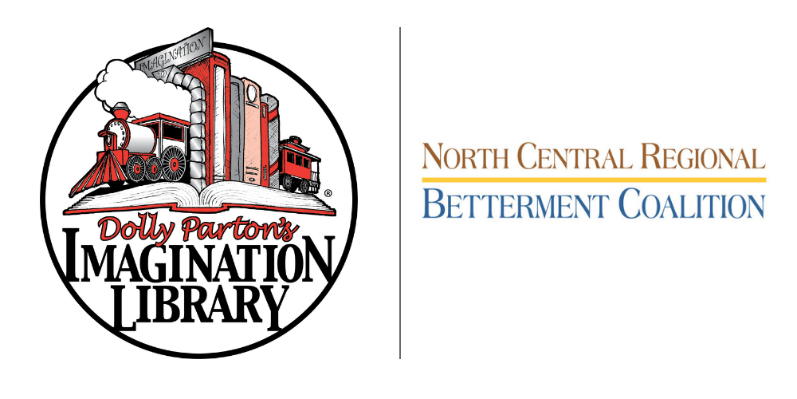 IMAGINATION
Dolly Parton's
IMAGINATION
LIBRARY
®
NORTH CENTRAL REGIONAL
BETTERMENT COALITION